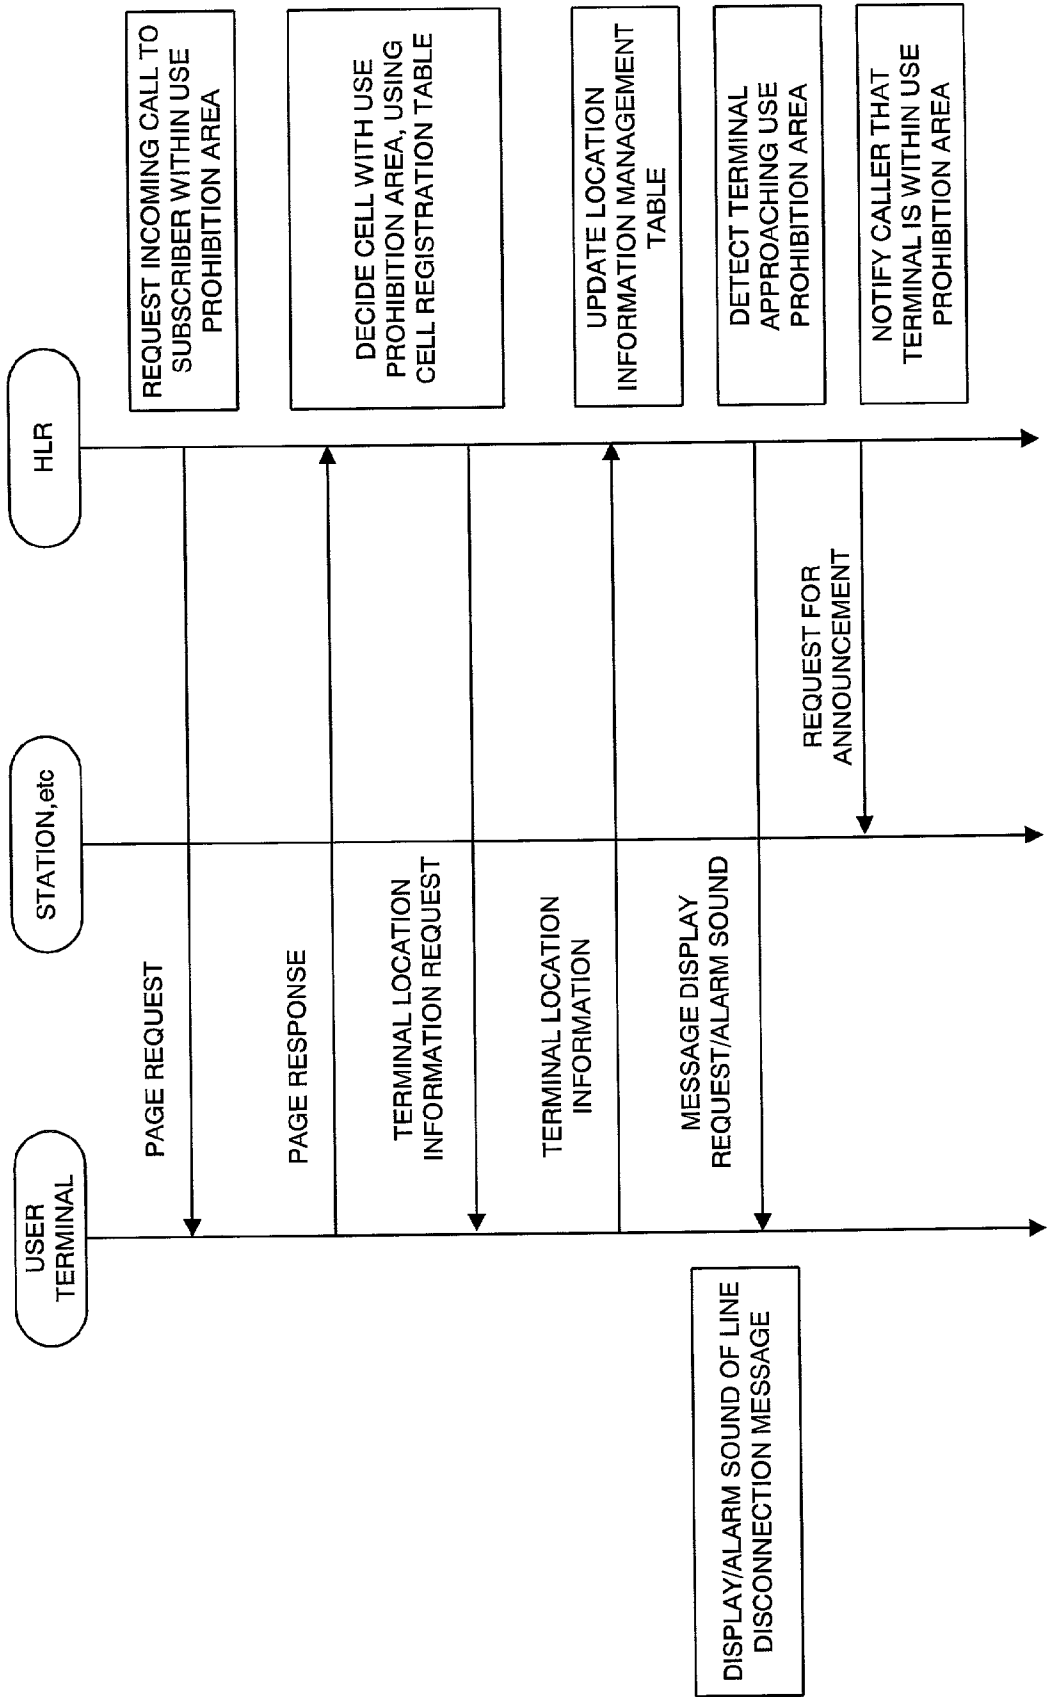 USER
TERMINAL
STATION,etc
HLR
REQUEST INCOMING CALL TO
SUBSCRIBER WITHIN USE
PROHIBITION AREA
PAGE REQUEST
DECIDE CELL WITH USE
PROHIBITION AREA, USING
CELL REGISTRATION TABLE
PAGE RESPONSE
TERMINAL LOCATION
INFORMATION REQUEST
UPDATE LOCATION
INFORMATION MANAGEMENT
TABLE
TERMINAL LOCATION
INFORMATION
DETECT TERMINAL
APPROACHING USE
PROHIBITION AREA
MESSAGE DISPLAY
REQUEST/ALARM SOUND
DISPLAY/ALARM SOUND OF LINE
DISCONNECTION MESSAGE
NOTIFY CALLER THAT
TERMINAL IS WITHIN USE
PROHIBITION AREA
REQUEST FOR
ANNOUNCEMENT